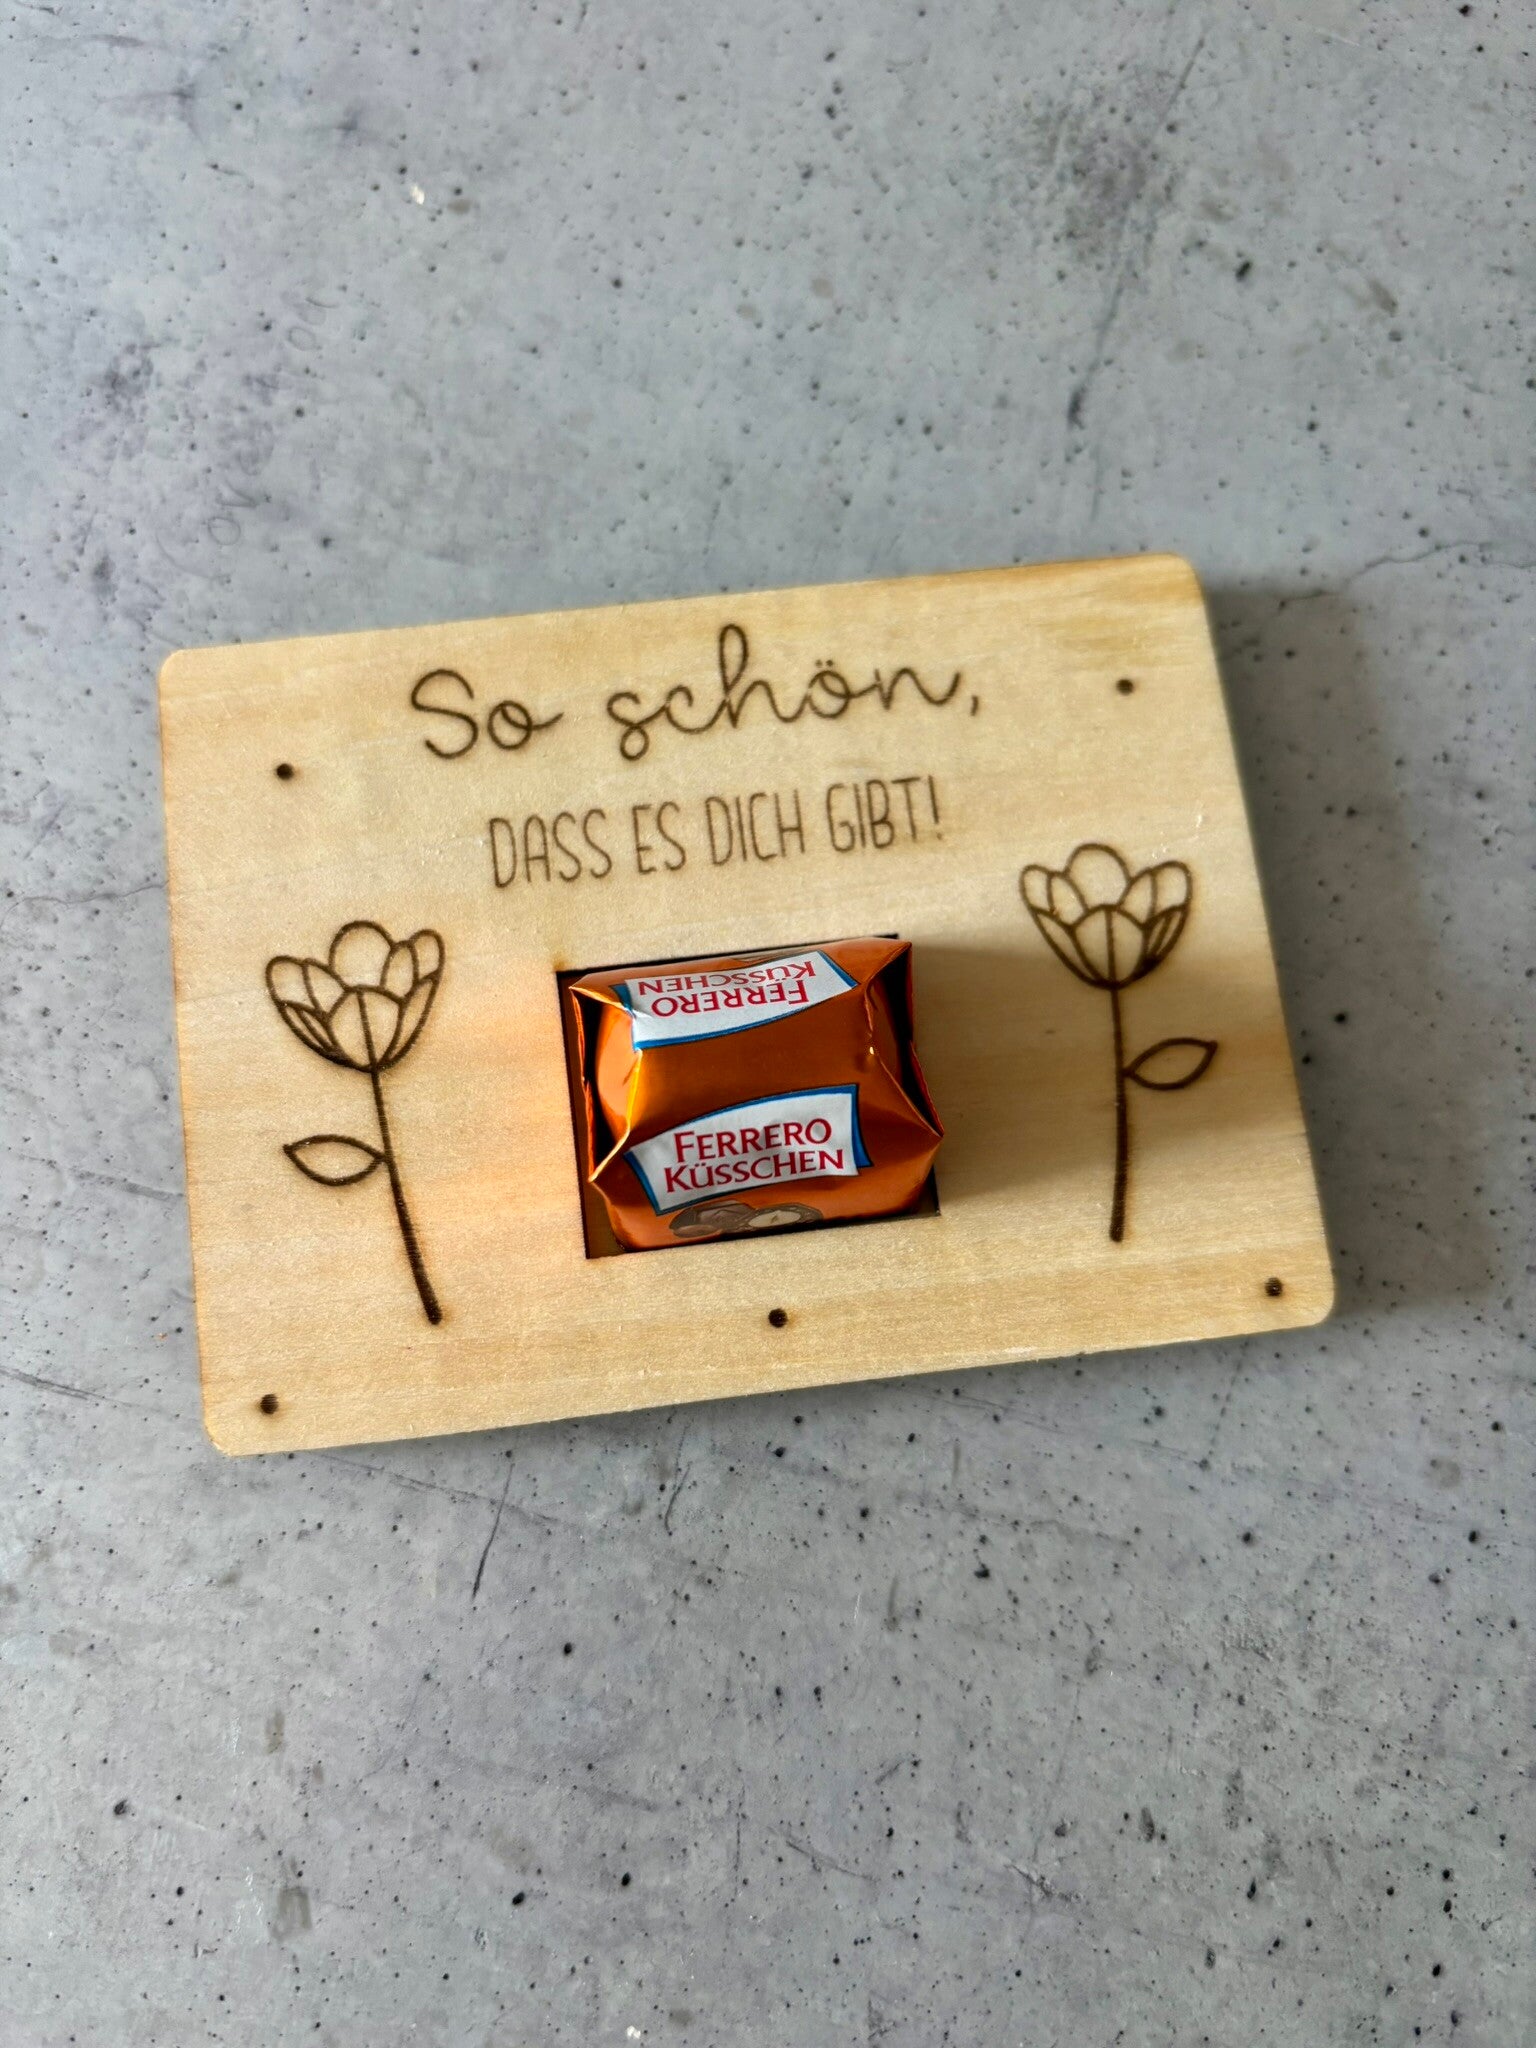 So schön,
DASS ES DICH GIBT!
FERRERO
KÜSSCHEN
FERRERO
KÜSSCHEN